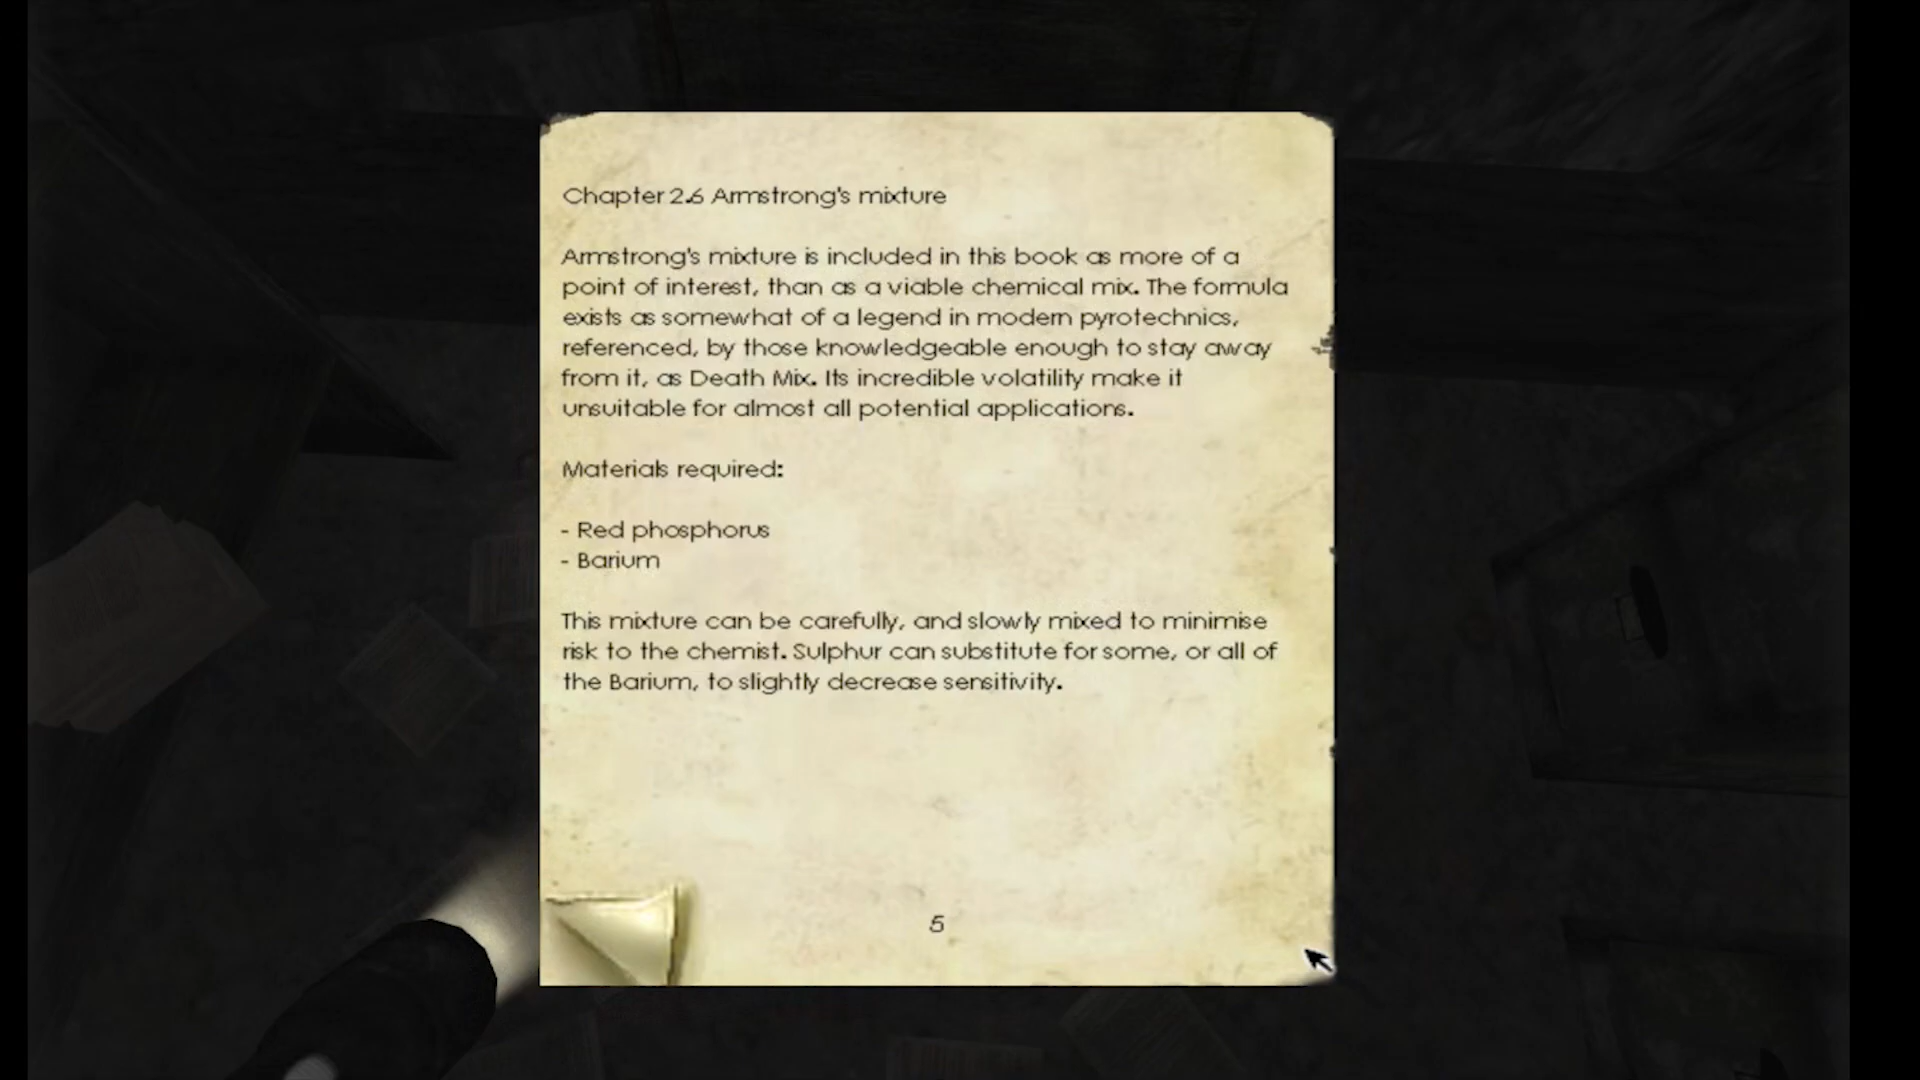 Chapter 2.6 Armstrong's mixture
Armstrong's mixture is included in this book as more of a
point of interest, than as a viable chemical mix. The formula
exists as somewhat of a legend in modern pyrotechnics,
referenced, by those knowledgeable enough to stay away
from it, as Death Mix. Its incredible volatility make it
unsuitable for almost all potential applications.
Materials required:
- Red phosphorus
- Barium
This mixture can be carefully, and slowly mixed to minimise
risk to the chemist. Sulphur can substitute for some, or all of
the Barium, to slightly decrease sensitivity.
5